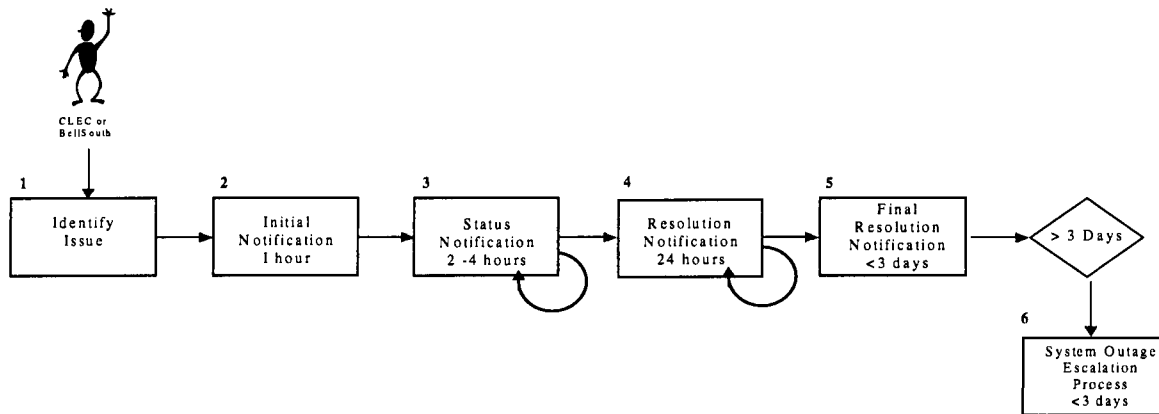 CLEC or
BellSouth
1
Identify
Issue
2
Initial
Notification
1 hour
3
Status
Notification
2 -4 hours
4
Resolution
Notification
24 hours
5
Final
Resolution
Notification
<3 days
> 3 Days
6
System Outage
Escalation
Process
<3 days